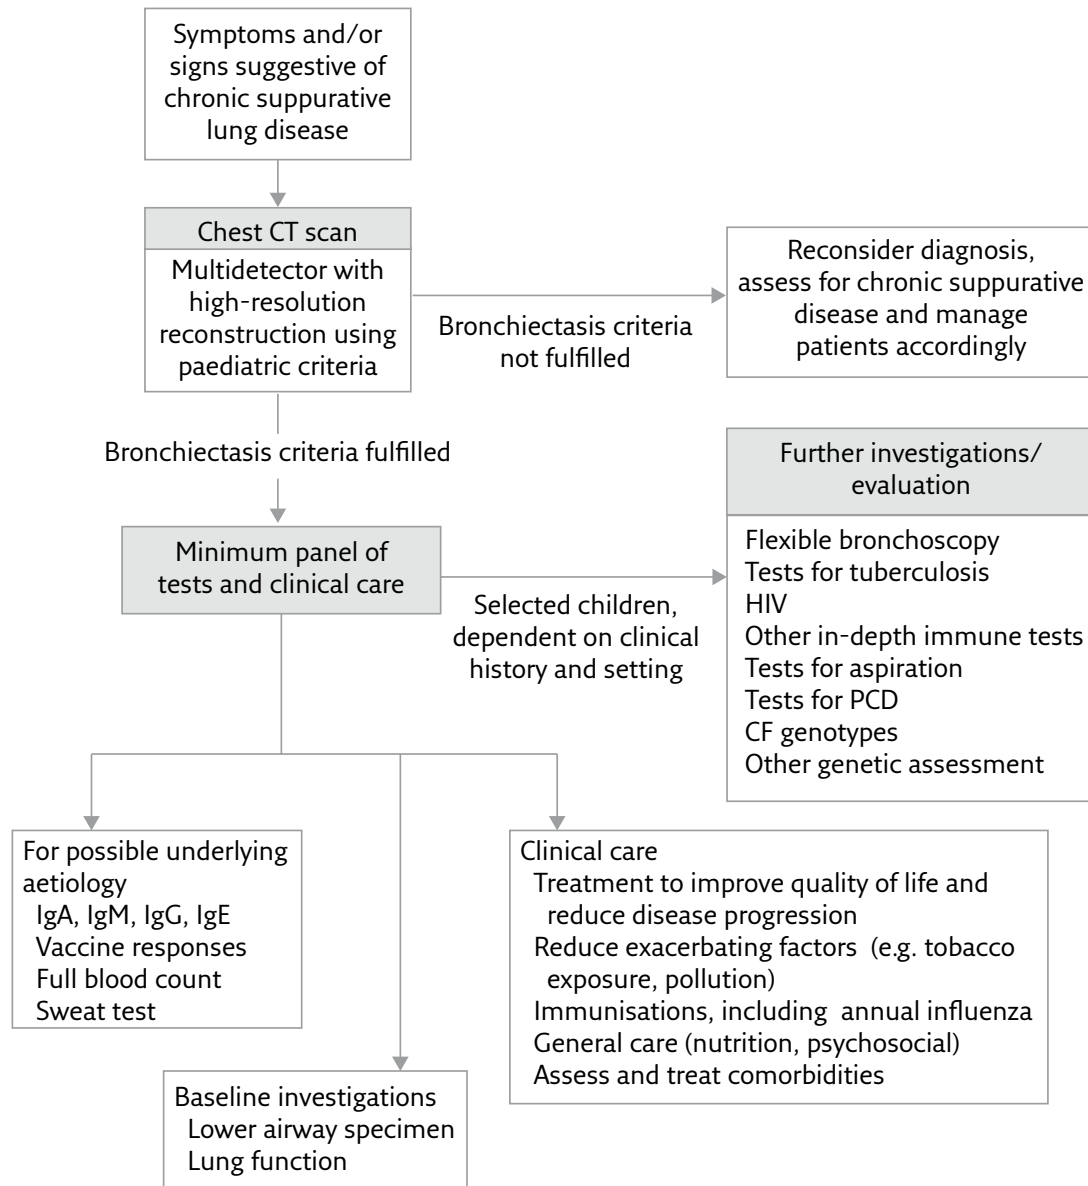 Symptoms and/or
signs suggestive of
chronic suppurative
lung disease
Chest CT scan
Multidetector with
high-resolution
reconstruction using
paediatric criteria
Bronchiectasis criteria
not fulfilled
Reconsider diagnosis,
assess for chronic suppurative
disease and manage
patients accordingly
Bronchiectasis criteria fulfilled
Minimum panel of
tests and clinical care
Selected children,
dependent on clinical
history and setting
Further investigations/
evaluation
Flexible bronchoscopy
Tests for tuberculosis
HIV
Other in-depth immune tests
Tests for aspiration
Tests for PCD
CF genotypes
Other genetic assessment
For possible underlying
aetiology
IgA, IgM, IgG, IgE
Vaccine responses
Full blood count
Sweat test
Baseline investigations
Lower airway specimen
Lung function
Clinical care
Treatment to improve quality of life and
reduce disease progression
Reduce exacerbating factors (e.g. tobacco
exposure, pollution)
Immunisations, including annual influenza
General care (nutrition, psychosocial)
Assess and treat comorbidities